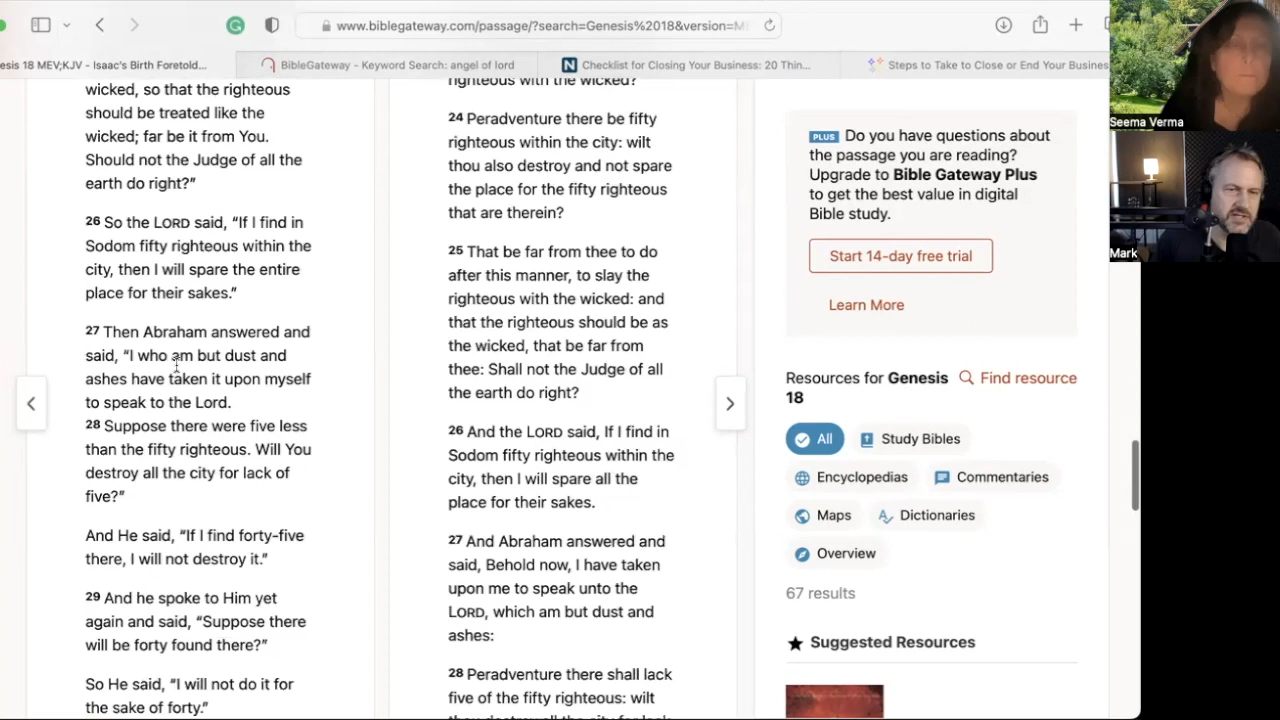 www.biblegateway.com/passage/?search=Genesis%2018&version=M
esis 18 MEV;KJV - Isaac's Birth Foretold...
BibleGateway - Keyword Search: angel of lord
Checklist for Closing Your Business: 20 Thin...
Steps to Take to Close or End Your Busines
wicked, so that the righteous
should be treated like the
wicked; far be it from You.
Should not the Judge of all the
earth do right?”
26 So the LORD said, “If I find in
Sodom fifty righteous within the
city, then I will spare the entire
place for their sakes.”
27 Then Abraham answered and
said, “I who am but dust and
ashes have taken it upon myself
to speak to the Lord.
28 Suppose there were five less
than the fifty righteous. Will You
destroy all the city for lack of
five?”
And He said, “If I find forty-five
there, I will not destroy it.”
29 And he spoke to Him yet
again and said, “Suppose there
will be forty found there?”
So He said, “I will not do it for
the sake of forty.”
righteous with the wicked?
24 Peradventure there be fifty
righteous within the city: wilt
thou also destroy and not spare
the place for the fifty righteous
that are therein?
25 That be far from thee to do
after this manner, to slay the
righteous with the wicked: and
that the righteous should be as
the wicked, that be far from
thee: Shall not the Judge of all
the earth do right?
26 And the LORD said, If I find in
Sodom fifty righteous within the
city, then I will spare all the
place for their sakes.
27 And Abraham answered and
said, Behold now, I have taken
upon me to speak unto the
LORD, which am but dust and
ashes:
28 Peradventure there shall lack
five of the fifty righteous: wilt
thou destroy all the city for lack
PLUS Do you have questions about
the passage you are reading?
Upgrade to Bible Gateway Plus
to get the best value in digital
Bible study.
Start 14-day free trial
Learn More
Resources for Genesis
18
Find resource
All
Study Bibles
Encyclopedias
Commentaries
Maps
Dictionaries
Overview
67 results
Suggested Resources
Seema Verma
Mark